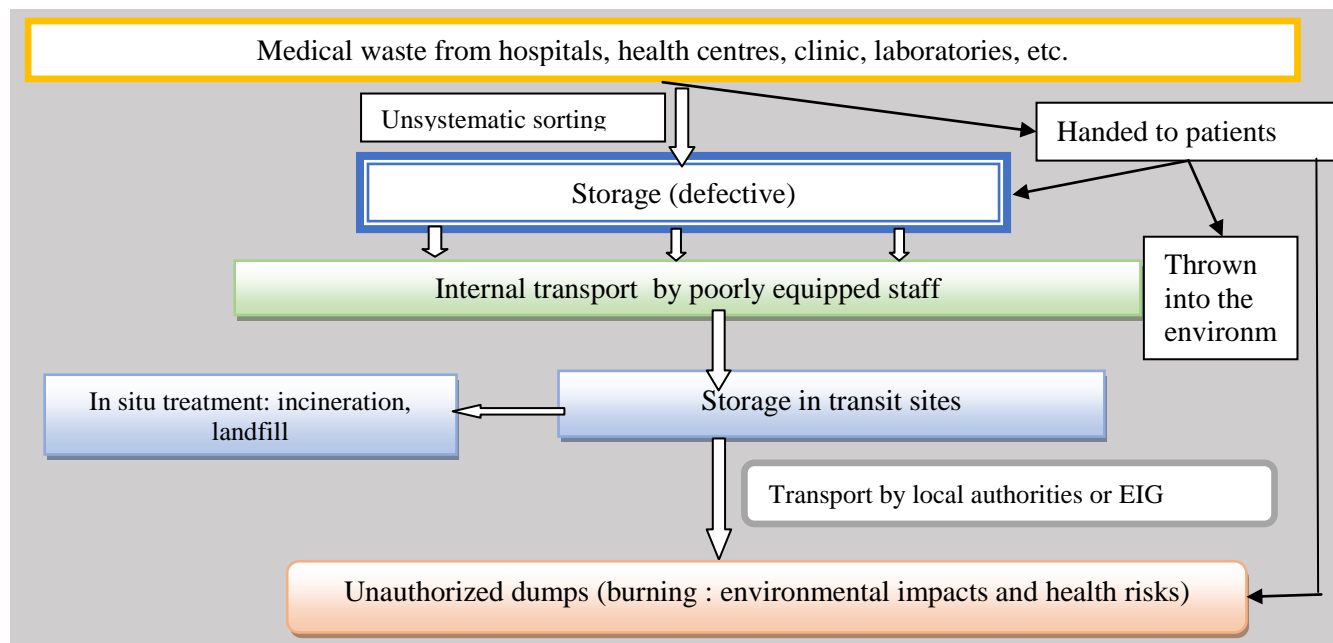 Medical waste from hospitals, health centres, clinic, laboratories, etc.
Unsystematic sorting
Handed to patients
Storage (defective)
Internal transport by poorly equipped staff
Thrown
into the
environm
In situ treatment: incineration,
landfill
Storage in transit sites
Transport by local authorities or EIG
Unauthorized dumps (burning : environmental impacts and health risks)